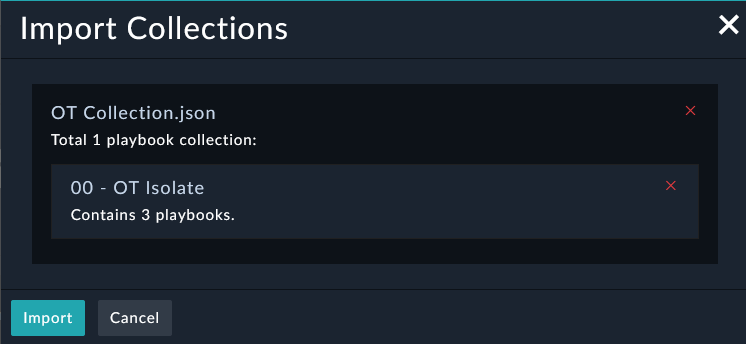 Import Collections
OT Collection.json
Total 1 playbook collection:
00 - OT Isolate
Contains 3 playbooks.
Import
Cancel